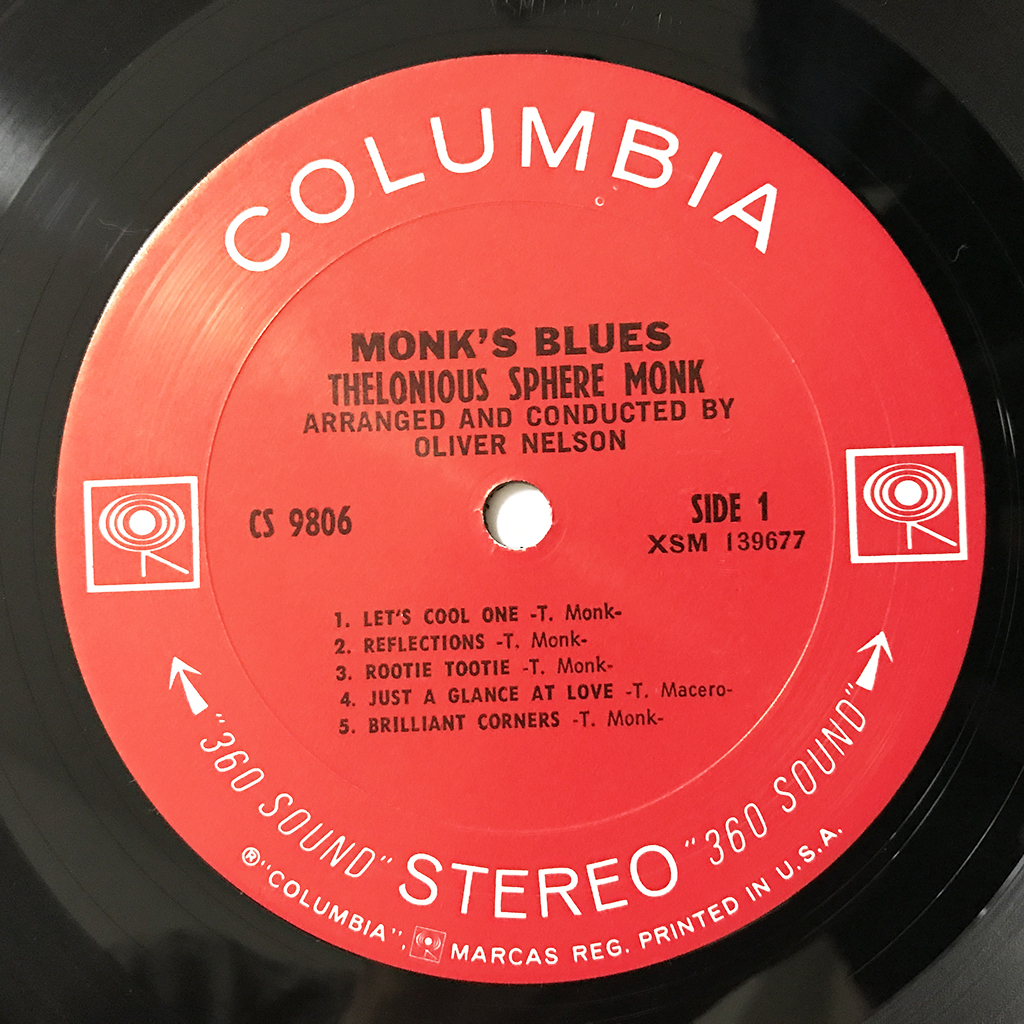 COLUMBIA
MONK'S BLUES
THELONIOUS SPHERE MONK
ARRANGED AND CONDUCTED BY
OLIVER NELSON
CS 9806
SIDE 1
XSM 139677
1. LET'S COOL ONE -T. Monk-
2. REFLECTIONS -T. Monk-
3. ROOTIE TOOTIE -T. Monk-
4. JUST A GLANCE AT LOVE -T. Macero-
5. BRILLIANT CORNERS -T. Monk-
"360 SOUND" STEREO "360 SOUND"
® "COLUMBIA", MARCAS REG. PRINTED IN U.S.A.